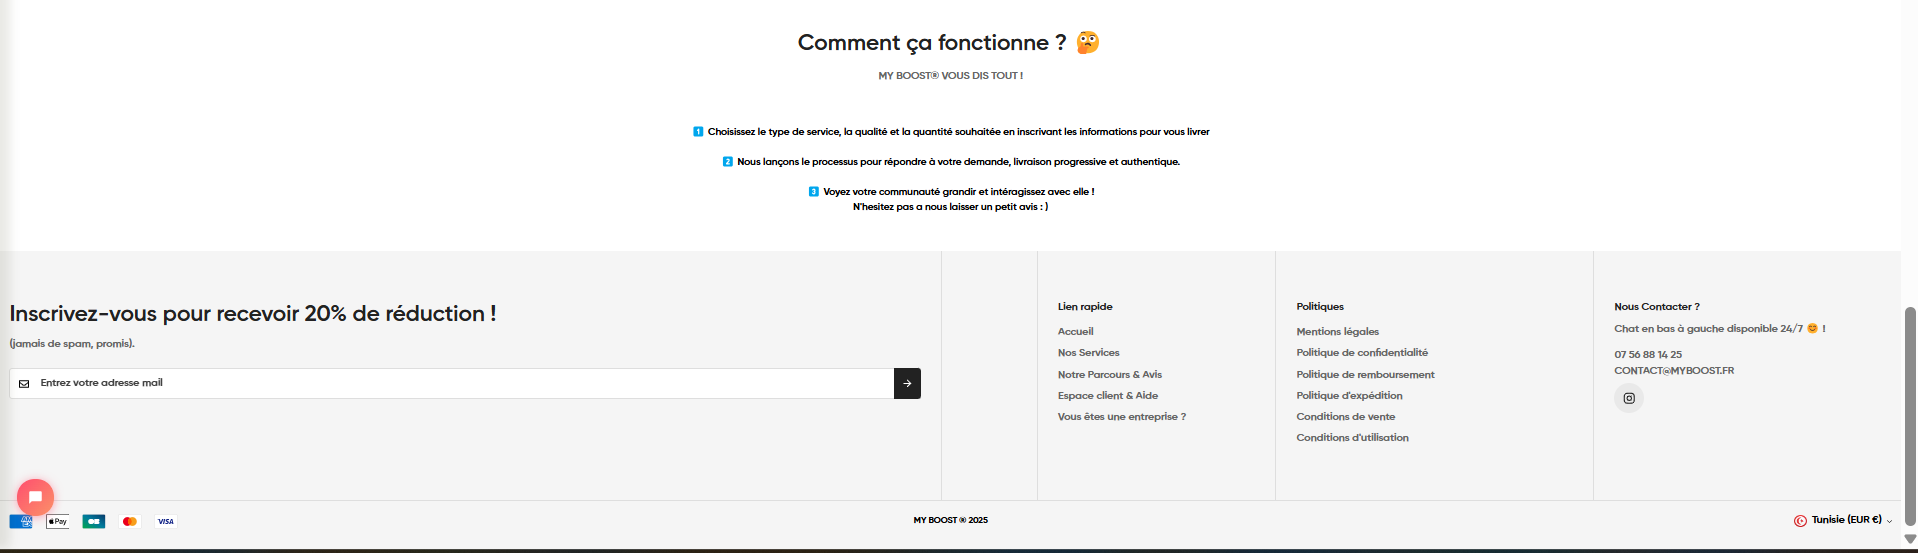 Comment ça fonctionne ? 🤔
MY BOOST® VOUS DIS TOUT !
1️⃣ Choisissez le type de service, la qualité et la quantité souhaitée en inscrivant les informations pour vous livrer
2️⃣ Nous lançons le processus pour répondre à votre demande, livraison progressive et authentique.
3️⃣ Voyez votre communauté grandir et intéragissez avec elle !
N'hesitez pas a nous laisser un petit avis : )
Inscrivez-vous pour recevoir 20% de réduction !
(jamais de spam, promis).
Entrez votre adresse mail
Lien rapide
Accueil
Nos Services
Notre Parcours & Avis
Espace client & Aide
Vous êtes une entreprise ?
Politiques
Mentions légales
Politique de confidentialité
Politique de remboursement
Politique d'expédition
Conditions de vente
Conditions d'utilisation
Nous Contacter ?
Chat en bas à gauche disponible 24/7 😊 !
07 56 88 14 25
CONTACT@MYBOOST.FR
AMEX
Pay
VISA
MY BOOST ® 2025
Tunisie (EUR €)